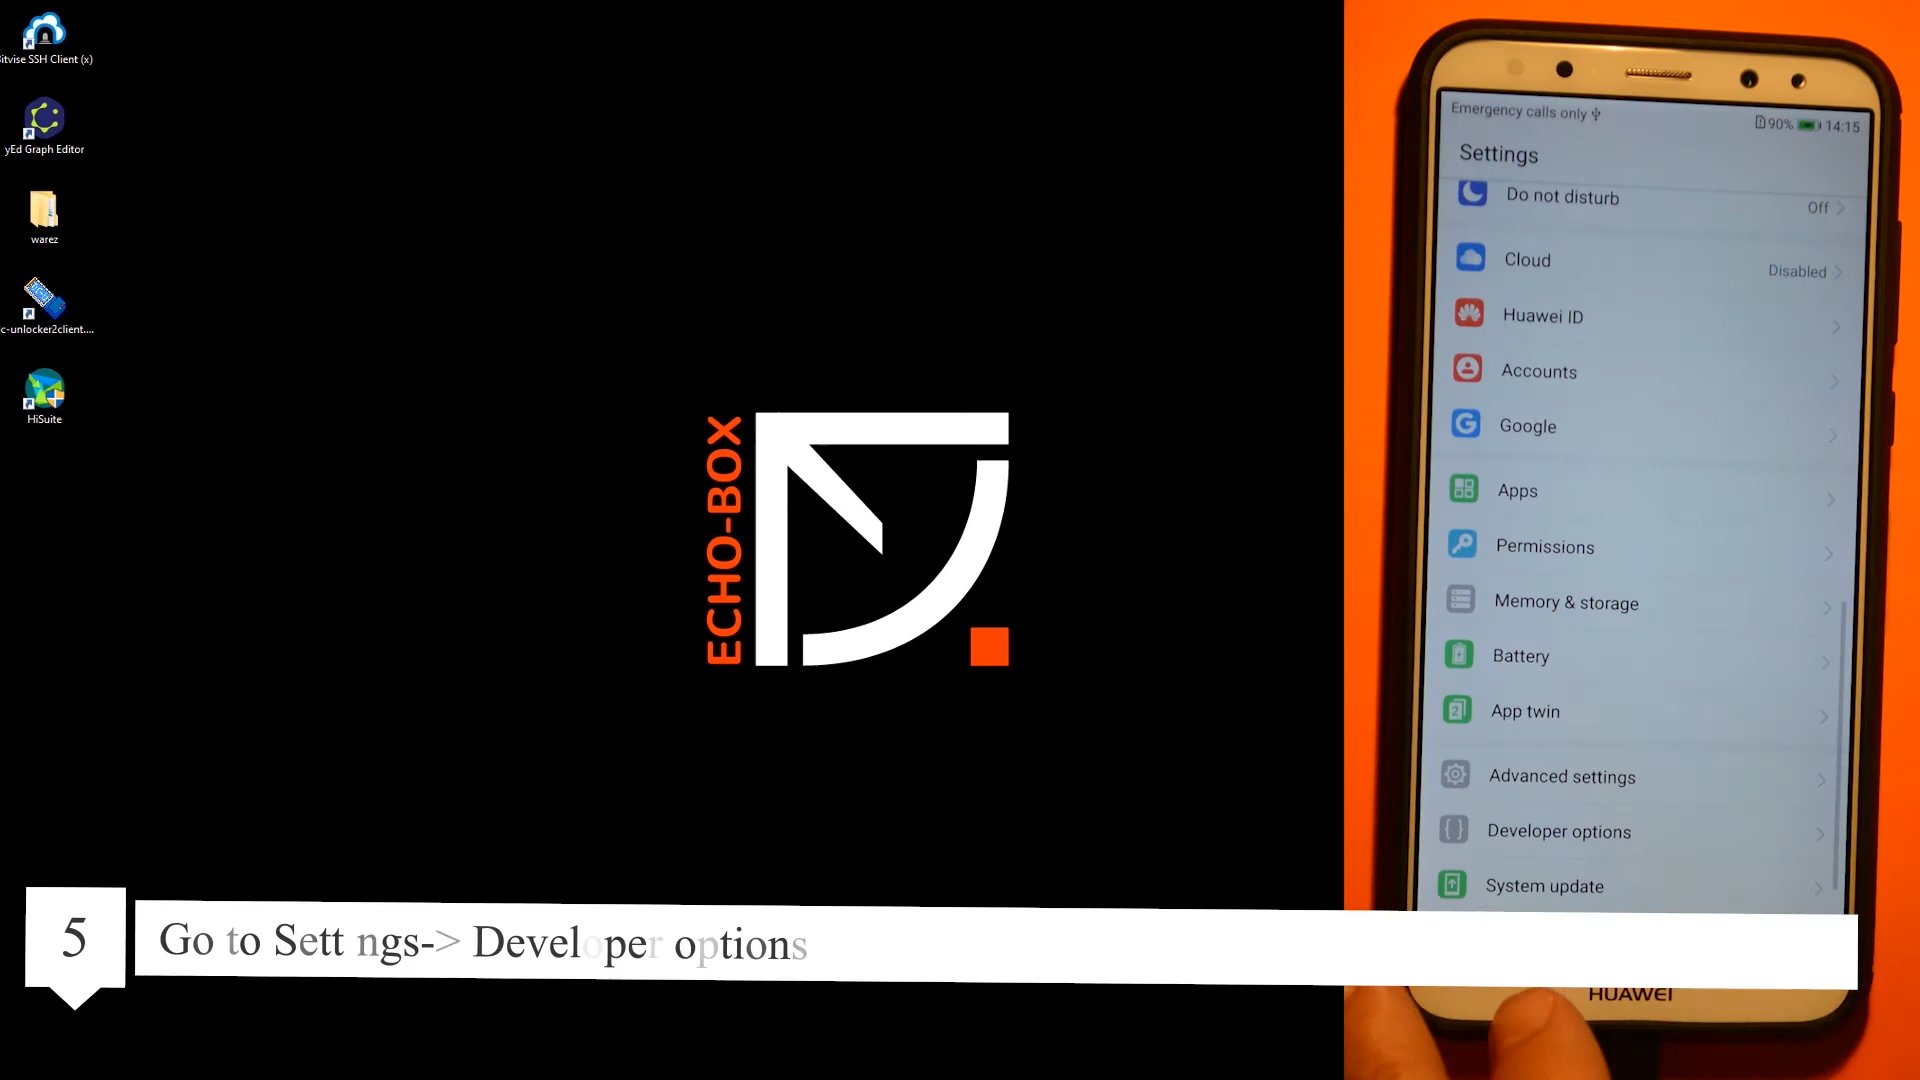 itvise SSH Client (x)
yEd Graph Editor
warez
c-unlocker2client....
HiSuite
ECHO-BOX
Emergency calls only
90% 14:15
Settings
Do not disturb
Off
Cloud
Disabled
Huawei ID
Accounts
Google
Apps
Permissions
Memory & storage
Battery
2
App twin
Advanced settings
Developer options
System update
5
Go to Settings-> Developer options
HUAWEI